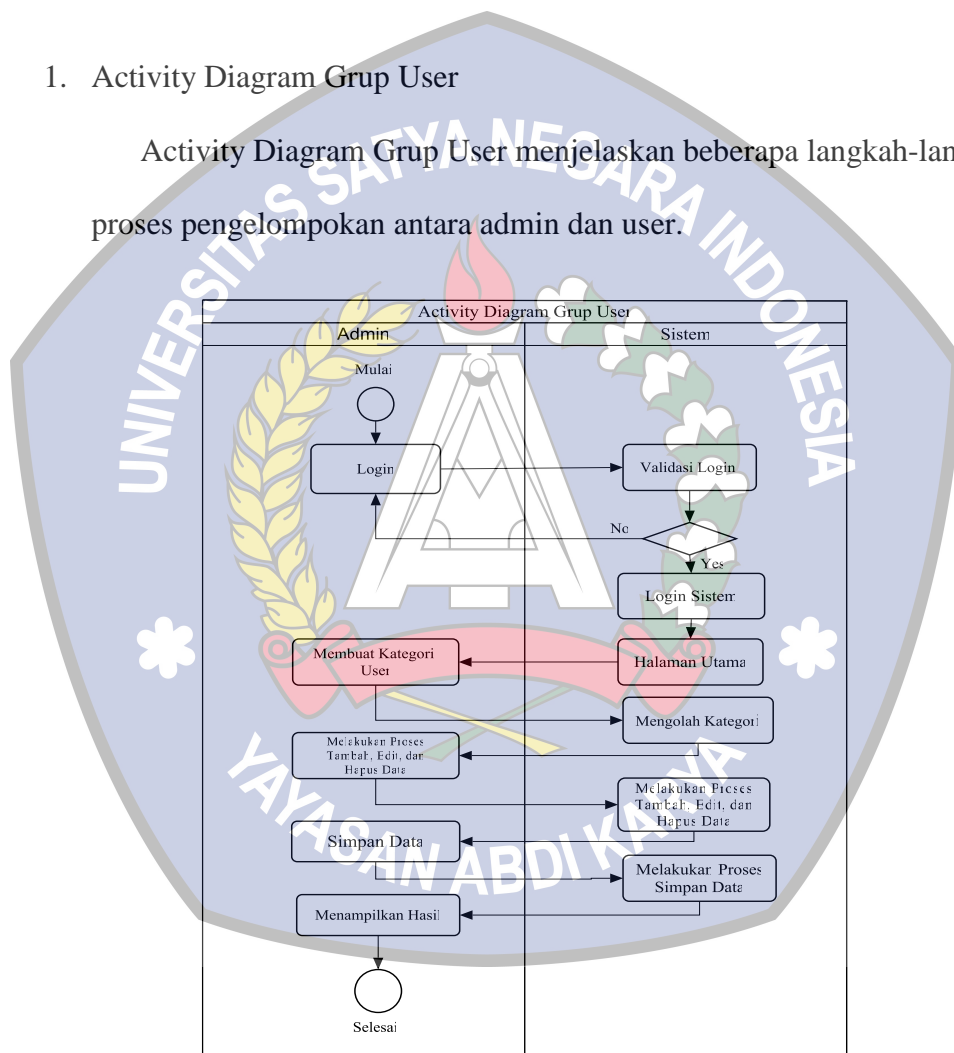 1. Activity Diagram Grup User
Activity Diagram Grup User menjelaskan beberapa langkah-lan
proses pengelompokan antara admin dan user.
UNIVERSITAS SATYA NEGARA INDONESIA
Activity Diagram Grup User
Admin
Sistem
Mulai
Login
Validasi Login
No
Yes
Login Sistem
Membuat Kategori
User
Halaman Utama
Mengolah Kategori
Melakukan Proses
Tambah, Edit, dan
Hapus Data
Melakukan Proses
Tambah, Edit, dan
Hapus Data
Simpan Data
Melakukan Proses
Simpan Data
Menampilkan Hasil
Selesai
YAYASAN ABDI KARYA